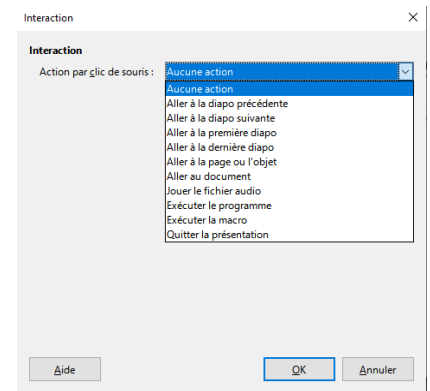 Interaction
Interaction
Action par clic de souris : Aucune action
Aucune action
Aller à la diapo précédente
Aller à la diapo suivante
Aller à la première diapo
Aller à la dernière diapo
Aller à la page ou l'objet
Aller au document
Jouer le fichier audio
Exécuter le programme
Exécuter la macro
Quitter la présentation
Aide OK Annuler